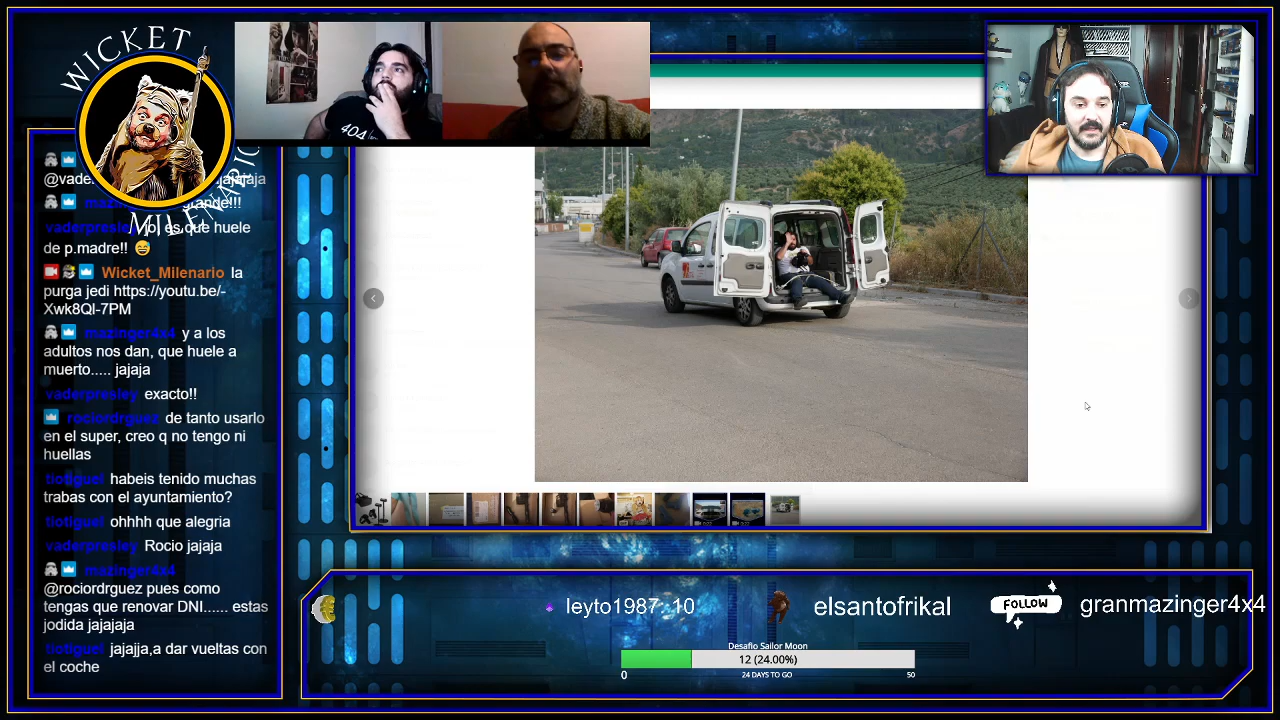 WICKET
MILENARIO
@vade jajaja
grande!!!
es que huele
de p.madre!! 😅
Wicket_Milenario la
purga jedi https://youtu.be/-
Xwk8Ql-7PM
mazinger4x4 y a los
adultos nos dan, que huele a
muerto..... jajaja
vaderpresley exacto!!
rociordrguez de tanto usarlo
en el super, creo q no tengo ni
huellas
tiotiguel habeis tenido muchas
trabas con el ayuntamiento?
tiotiguel ohhhh que alegria
vaderpresley Rocio jajaja
mazinger4x4
@rociordrguez pues como
tengas que renovar DNI...... estas
jodida jajajaja
tiotiguel jajajja,a dar vueltas con
el coche
404
leyto1987: 10
elsantofrikal
FOLLOW
granmazinger4x4
Desafio Sailor Moon
12 (24.00%)
0
24 DAYS TO GO
50